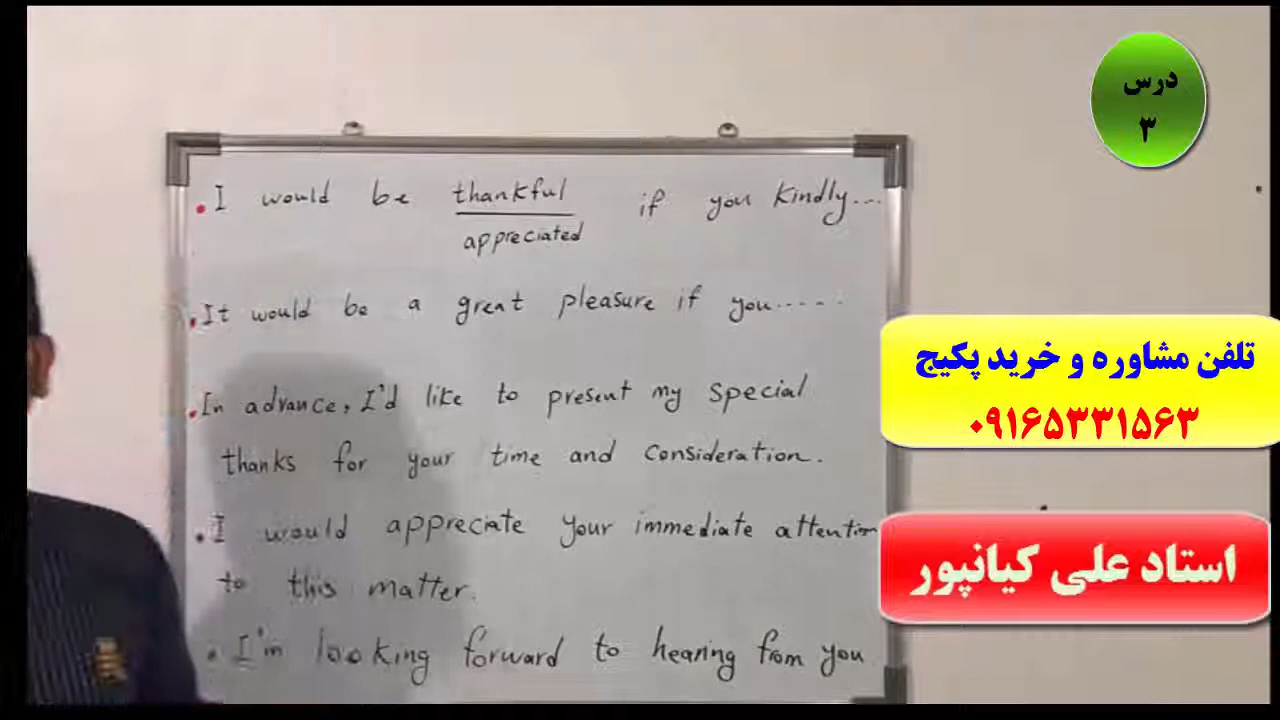 درس
۳
. I would be thankful if you kindly...
appreciated
. It would be a great pleasure if you.....
. In advance, I'd like to present my special
thanks for your time and consideration.
. I would appreciate your immediate attention
to this matter.
. I'm looking forward to hearing from you
تلفن مشاوره و خرید پکیج
۰۹۱۶۵۳۳۱۵۶۳
استاد علی کیانپور